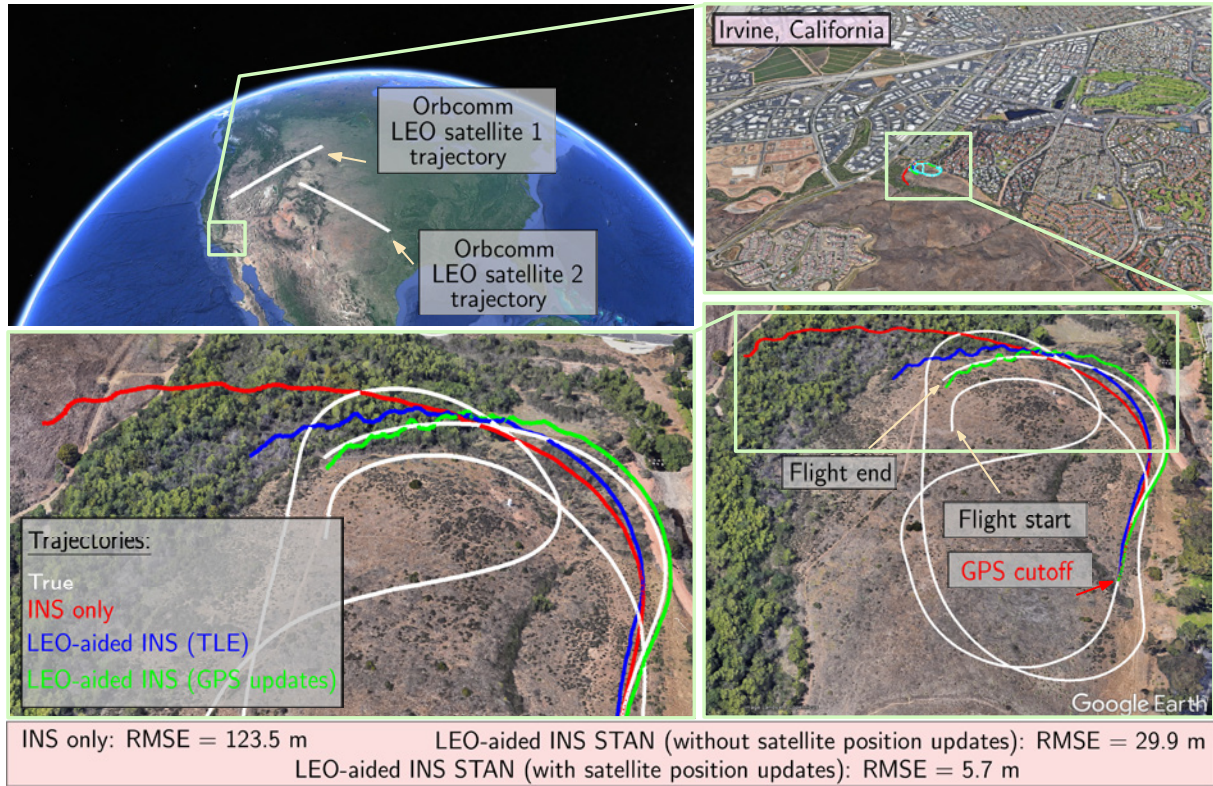 Orbcomm
LEO satellite 1
trajectory
Orbcomm
LEO satellite 2
trajectory
Irvine, California
Trajectories:
True
INS only
LEO-aided INS (TLE)
LEO-aided INS (GPS updates)
Flight end
Flight start
GPS cutoff
Google Earth
INS only: RMSE = 123.5 m
LEO-aided INS STAN (without satellite position updates): RMSE = 29.9 m
LEO-aided INS STAN (with satellite position updates): RMSE = 5.7 m